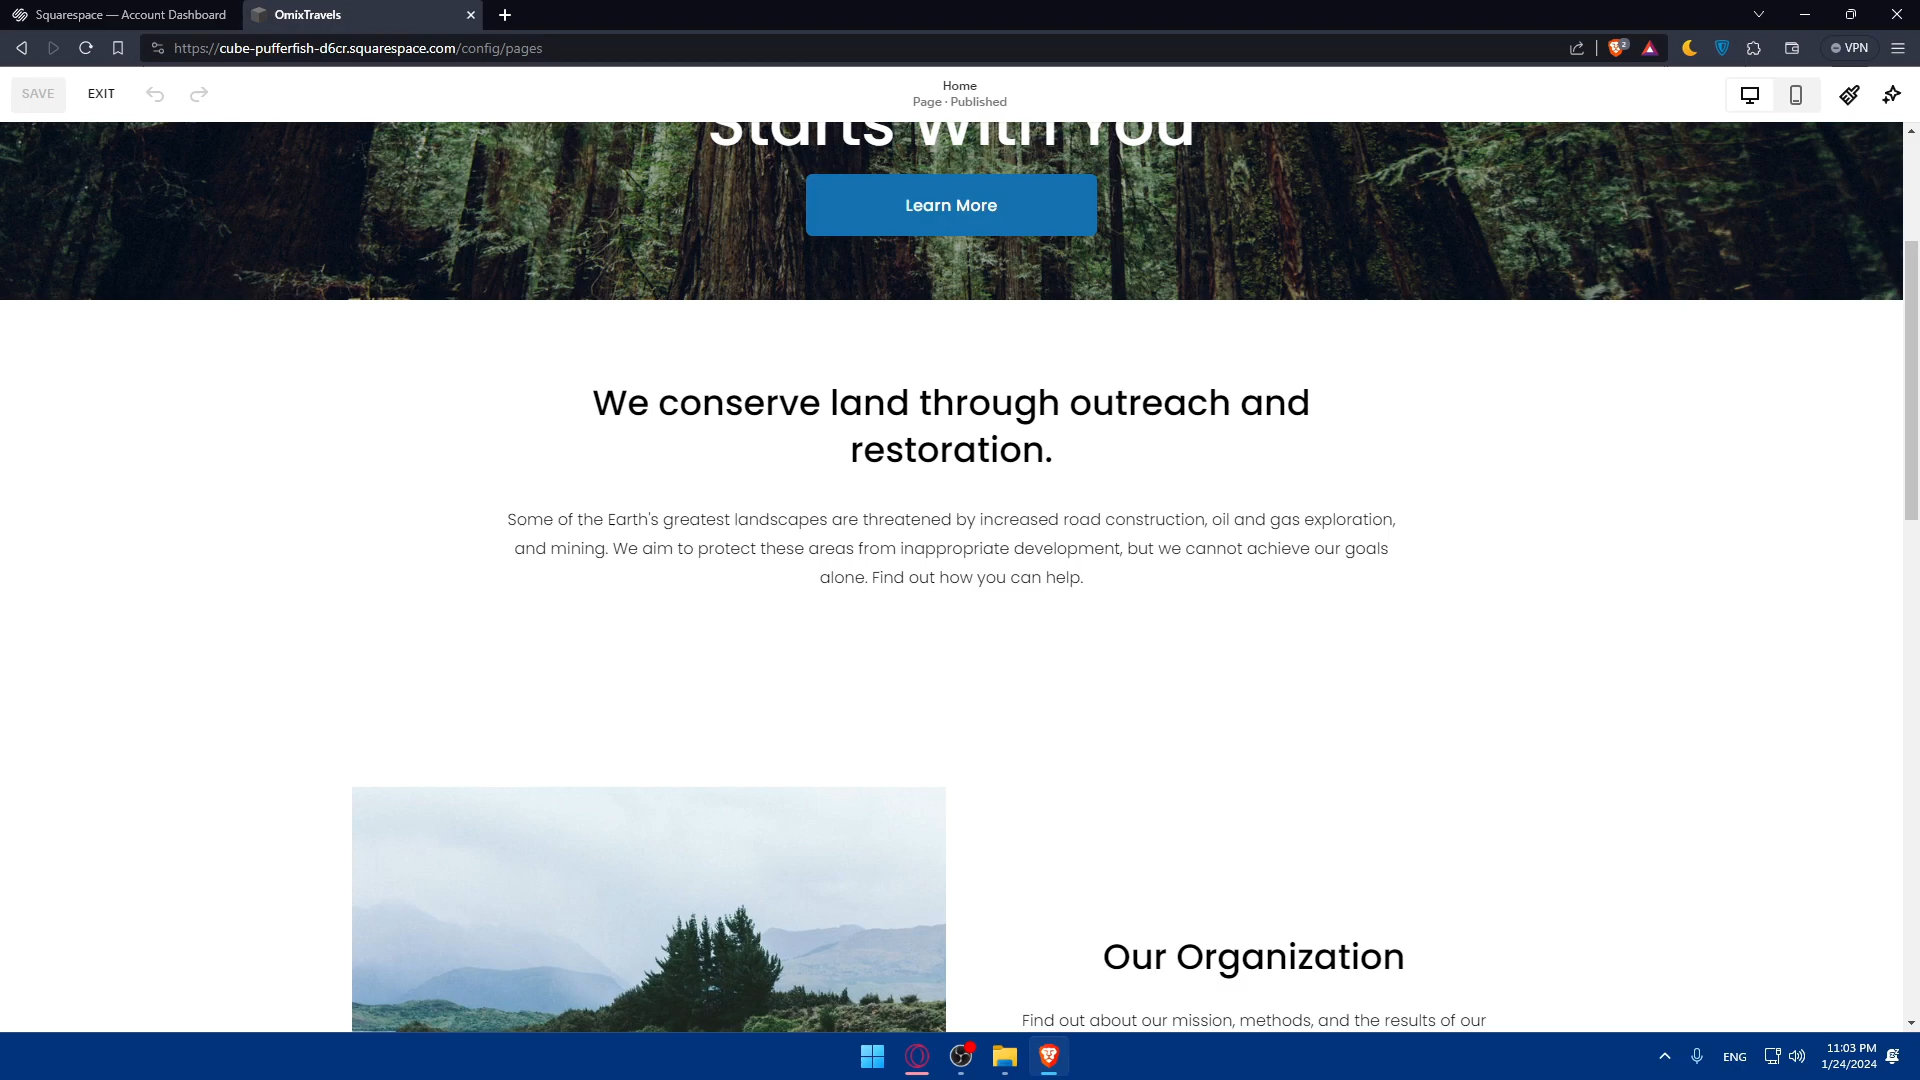 Squarespace — Account Dashboard
OmixTravels
https://cube-pufferfish-d6cr.squarespace.com/config/pages
2
VPN
SAVE
EXIT
Home
Page · Published
Starts With You
Learn More
We conserve land through outreach and
restoration.
Some of the Earth's greatest landscapes are threatened by increased road construction, oil and gas exploration,
and mining. We aim to protect these areas from inappropriate development, but we cannot achieve our goals
alone. Find out how you can help.
Our Organization
Find out about our mission, methods, and the results of our
ENG
11:03 PM
1/24/2024